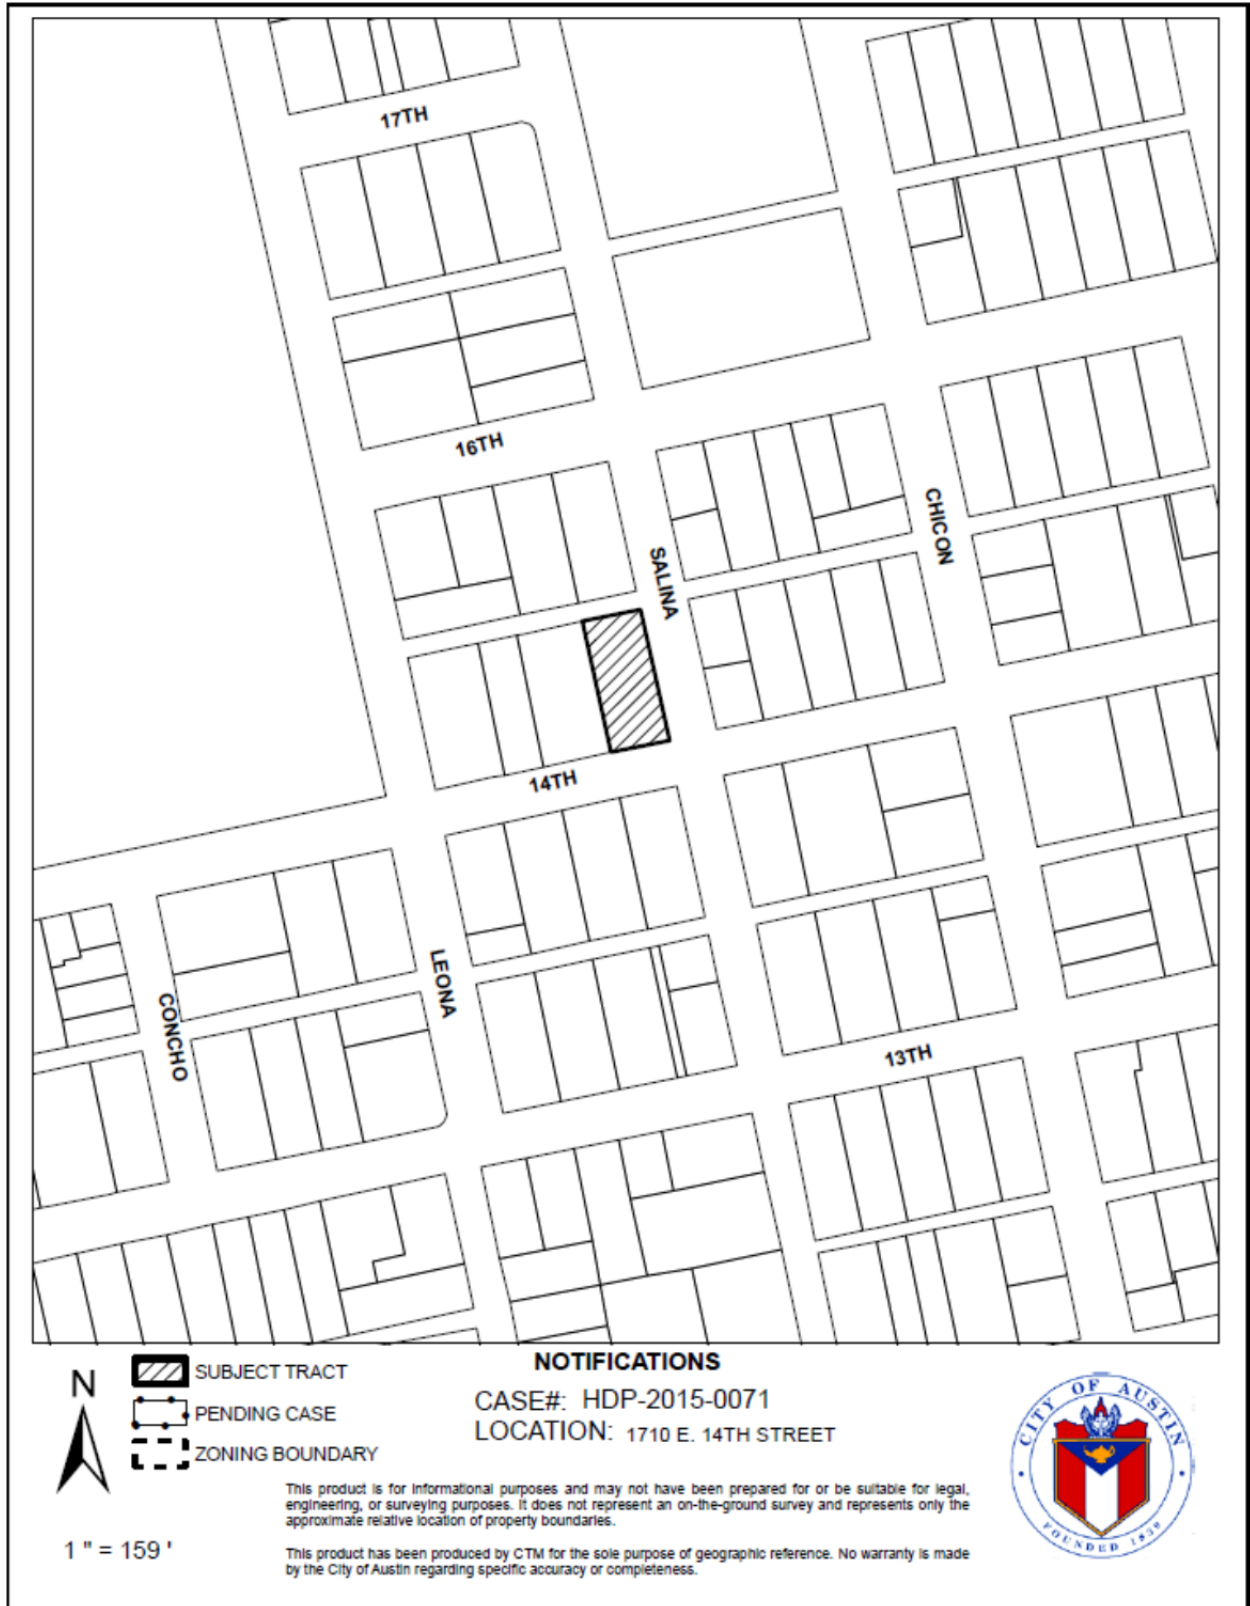 17TH
16TH
CHICON
SALINA
14TH
LEONA
CONCHO
13TH
N
SUBJECT TRACT
PENDING CASE
ZONING BOUNDARY
1 " = 159 '
NOTIFICATIONS
CASE#: HDP-2015-0071
LOCATION: 1710 E. 14TH STREET
This product is for informational purposes and may not have been prepared for or be suitable for legal,
engineering, or surveying purposes. It does not represent an on-the-ground survey and represents only the
approximate relative location of property boundaries.
This product has been produced by CTM for the sole purpose of geographic reference. No warranty is made
by the City of Austin regarding specific accuracy or completeness.
CITY OF AUSTIN
FOUNDED 1839